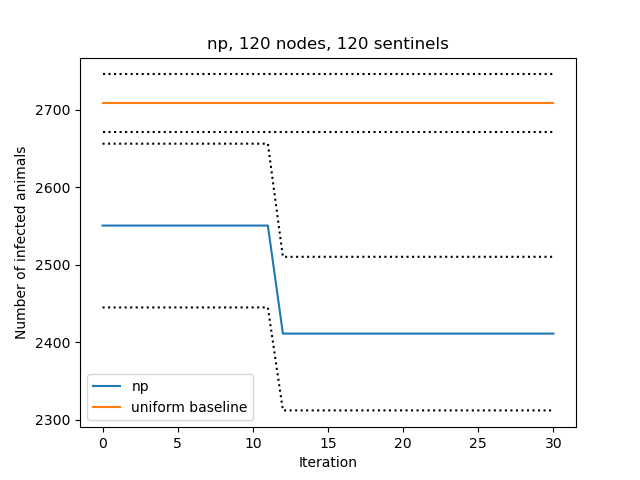 np, 120 nodes, 120 sentinels
Number of infected animals
2700
2600
2500
2400
2300
np
uniform baseline
0 5 10 15 20 25 30
Iteration